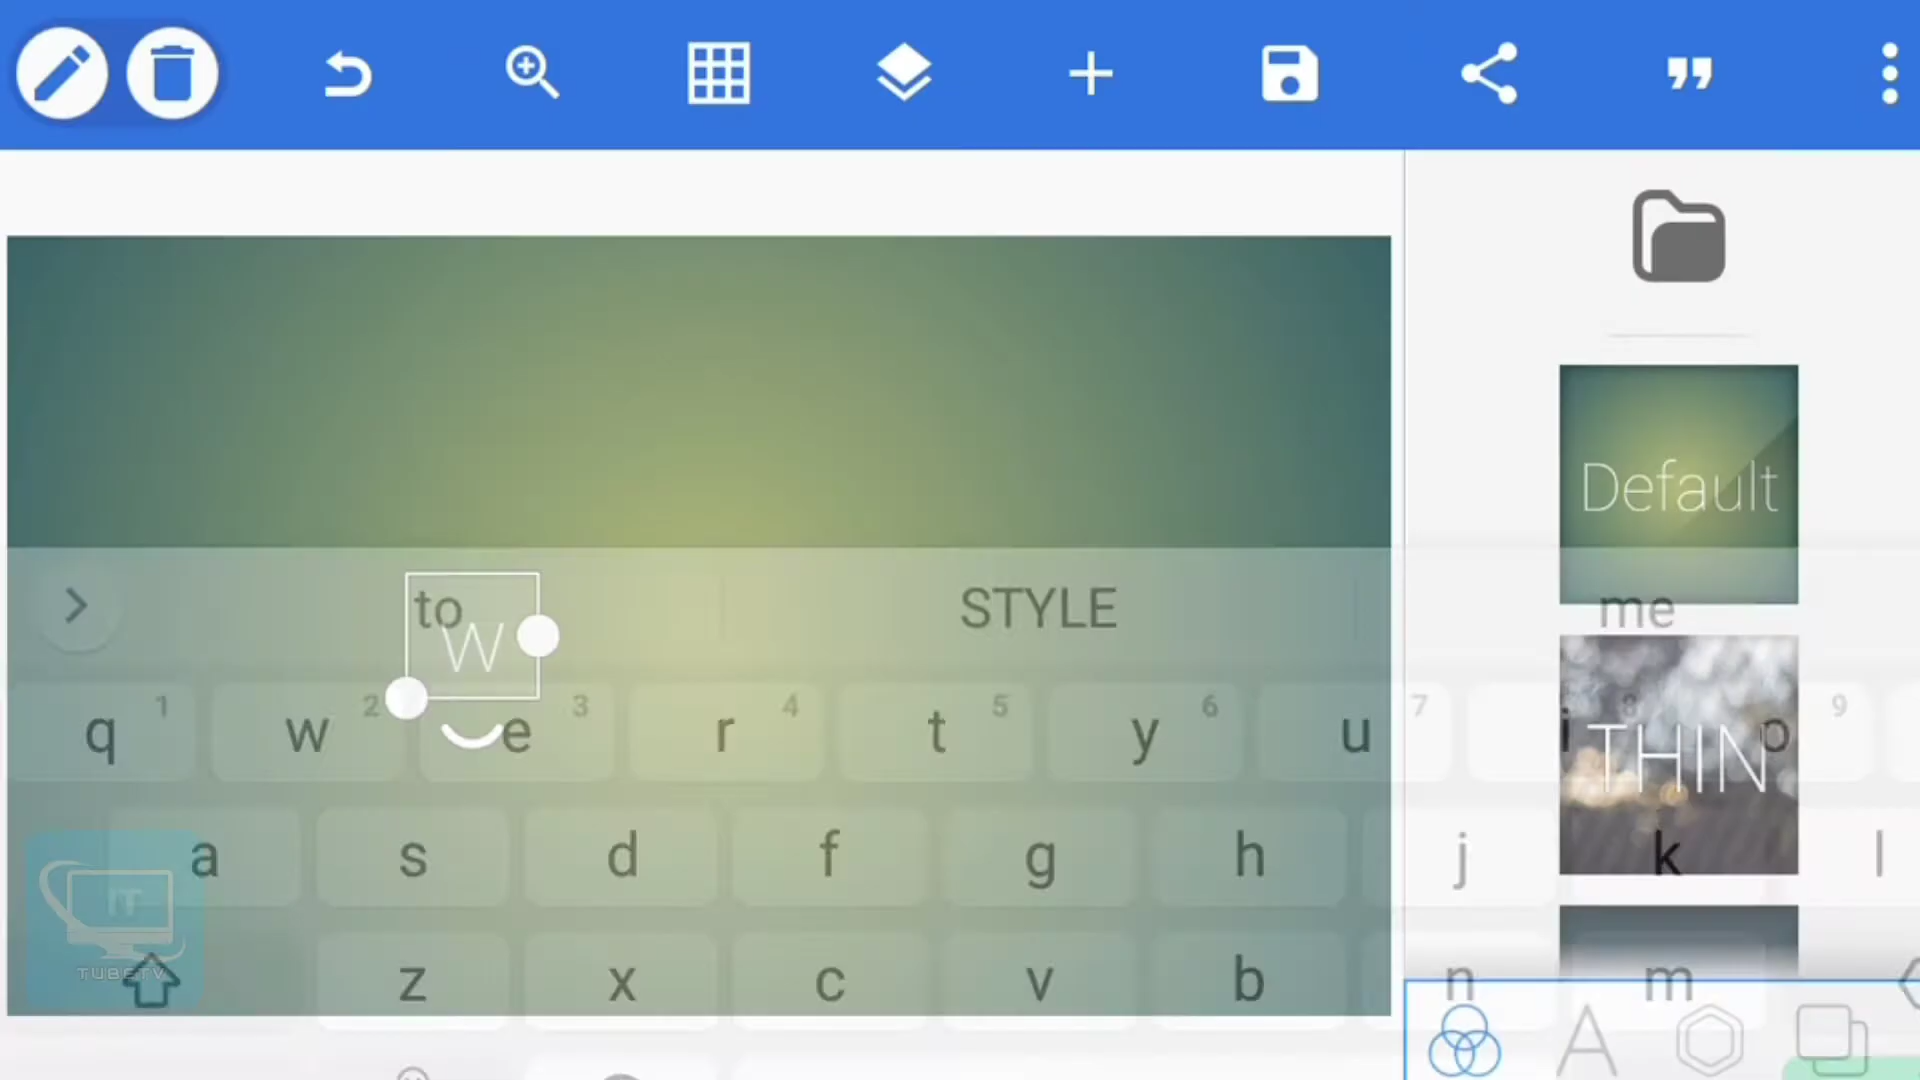 Default
to STYLE me
W
THIN
q 1 w 2 e 3 r 4 t 5 y 6 u 7 i 8 o 9
a s d f g h j k l
IT
TUBETV
z x c v b n m
A